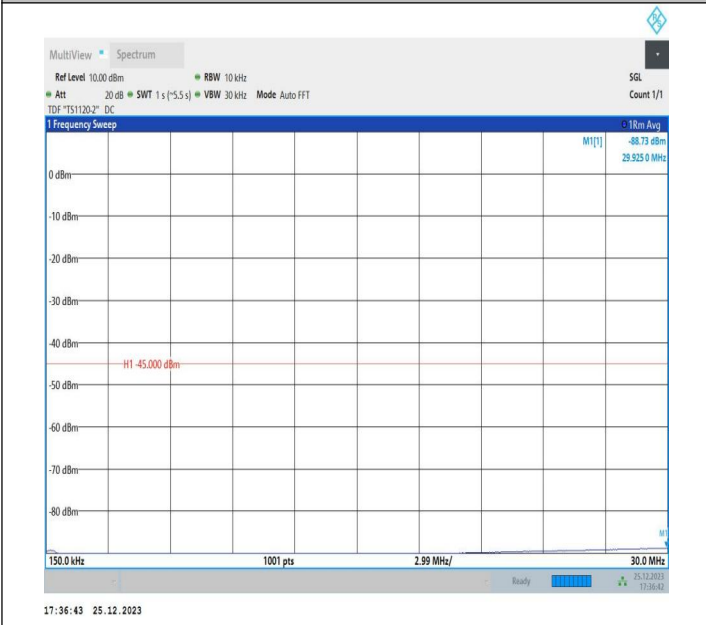 MultiView Spectrum
Ref Level 10.00 dBm RBW 10 kHz SGL
Att 20 dB SWT 1 s (~5.5 s) VBW 30 kHz Mode Auto FFT Count 1/1
TDF "TS1120-2" DC
1 Frequency Sweep 1Rm Avg
M1[1] -88.73 dBm
29.925 0 MHz
0 dBm
-10 dBm
-20 dBm
-30 dBm
-40 dBm
H1 -45.000 dBm
-50 dBm
-60 dBm
-70 dBm
-80 dBm
M1
150.0 kHz 1001 pts 2.99 MHz/ 30.0 MHz
Ready 25.12.2023
17:36:42
17:36:43 25.12.2023